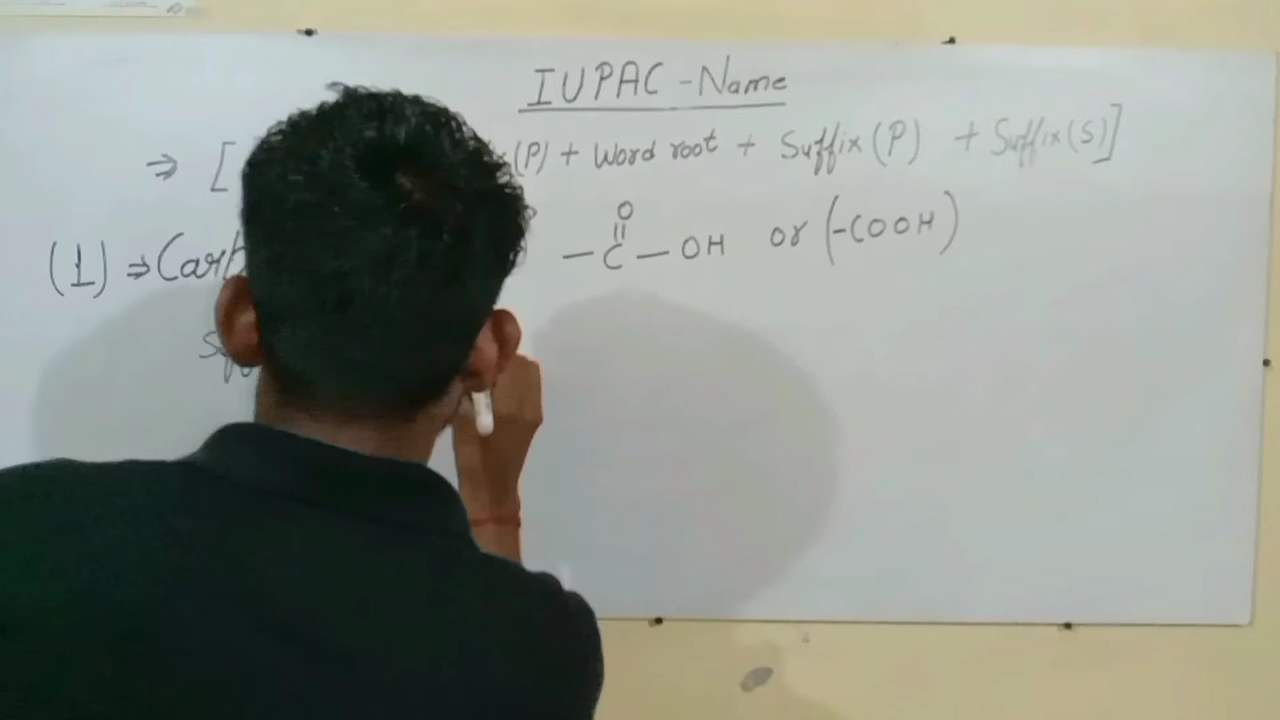 IUPAC - Name
⇒ [ (P) + Word root + Suffix (P) + Suffix (S)]
(1) ⇒ Carb
O
||
— C — OH or (-COOH)